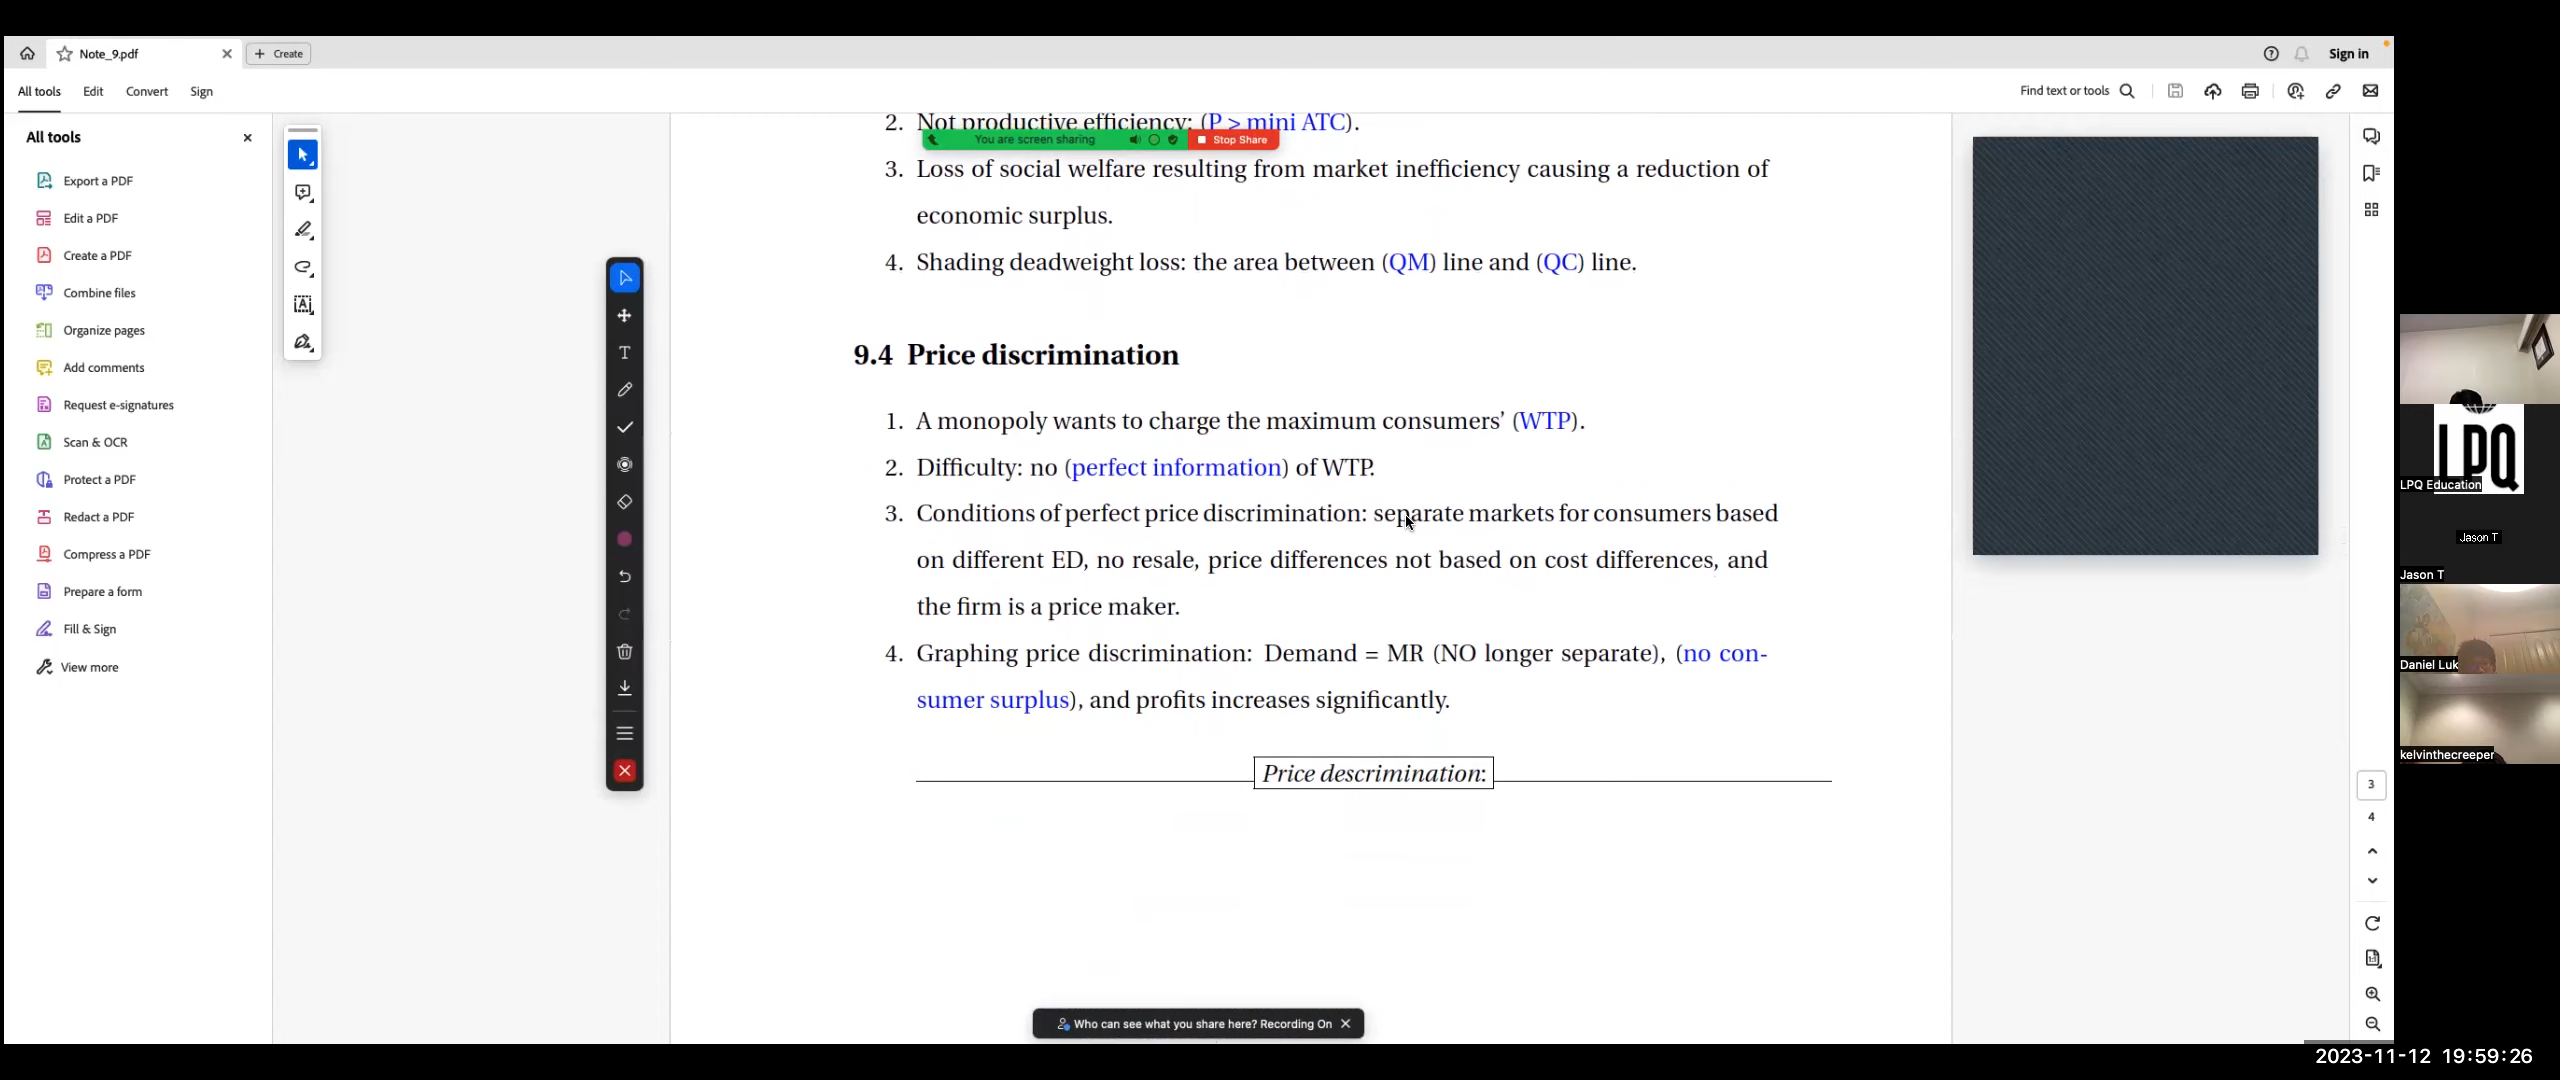 Note_9.pdf
Create
Sign in
All tools
Edit
Convert
Sign
Find text or tools
All tools
Export a PDF
Edit a PDF
Create a PDF
Combine files
Organize pages
Add comments
Request e-signatures
Scan & OCR
Protect a PDF
Redact a PDF
Compress a PDF
Prepare a form
Fill & Sign
View more
2. Not productive efficiency: (P > mini ATC).
You are screen sharing
Stop Share
3. Loss of social welfare resulting from market inefficiency causing a reduction of
economic surplus.
4. Shading deadweight loss: the area between (QM) line and (QC) line.
9.4 Price discrimination
1. A monopoly wants to charge the maximum consumers’ (WTP).
2. Difficulty: no (perfect information) of WTP.
3. Conditions of perfect price discrimination: separate markets for consumers based
on different ED, no resale, price differences not based on cost differences, and
the firm is a price maker.
4. Graphing price discrimination: Demand = MR (NO longer separate), (no con-
sumer surplus), and profits increases significantly.
Price descrimination:
Who can see what you share here? Recording On
3
4
LPQ
LPQ Education
Jason T
Jason T
Daniel Luk
kelvinthecreeper
2023-11-12 19:59:26